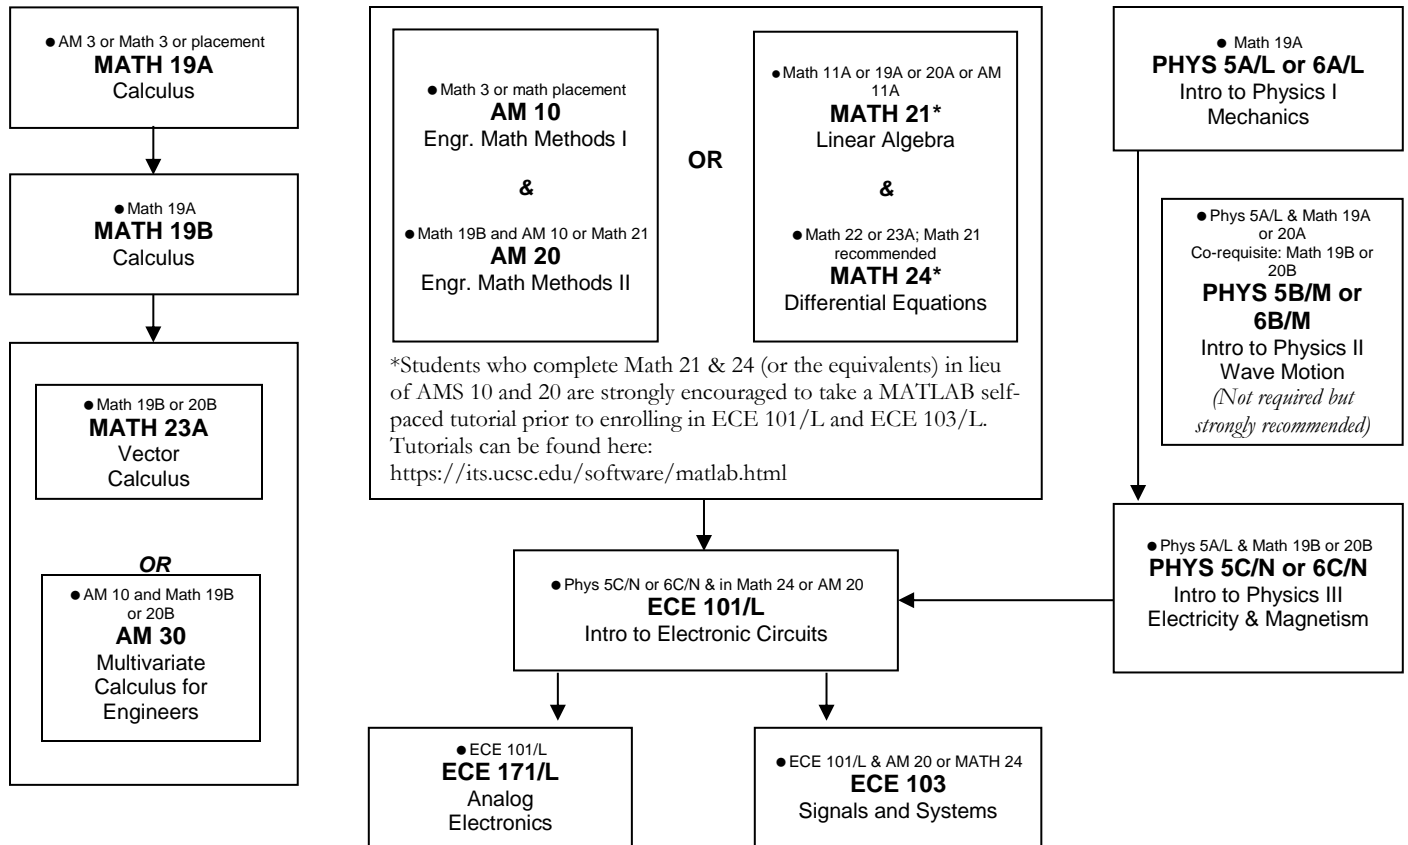 ● AM 3 or Math 3 or placement
MATH 19A
Calculus
● Math 19A
MATH 19B
Calculus
● Math 19B or 20B
MATH 23A
Vector
Calculus
OR
● AM 10 and Math 19B
or 20B
AM 30
Multivariate
Calculus for
Engineers
● Math 3 or math placement
AM 10
Engr. Math Methods I
&
● Math 19B and AM 10 or Math 21
AM 20
Engr. Math Methods II
OR
● Math 11A or 19A or 20A or AM
11A
MATH 21*
Linear Algebra
&
● Math 22 or 23A; Math 21
recommended
MATH 24*
Differential Equations
*Students who complete Math 21 & 24 (or the equivalents) in lieu
of AMS 10 and 20 are strongly encouraged to take a MATLAB self-
paced tutorial prior to enrolling in ECE 101/L and ECE 103/L.
Tutorials can be found here:
https://its.ucsc.edu/software/matlab.html
● Math 19A
PHYS 5A/L or 6A/L
Intro to Physics I
Mechanics
● Phys 5A/L & Math 19A
or 20A
Co-requisite: Math 19B or
20B
PHYS 5B/M or
6B/M
Intro to Physics II
Wave Motion
(Not required but
strongly recommended)
● Phys 5A/L & Math 19B or 20B
PHYS 5C/N or 6C/N
Intro to Physics III
Electricity & Magnetism
● Phys 5C/N or 6C/N & in Math 24 or AM 20
ECE 101/L
Intro to Electronic Circuits
● ECE 101/L
ECE 171/L
Analog
Electronics
● ECE 101/L & AM 20 or MATH 24
ECE 103
Signals and Systems